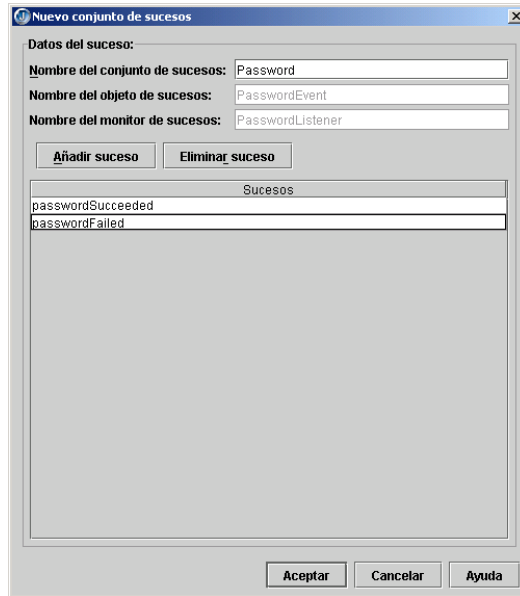 Nuevo conjunto de sucesos
Datos del suceso:
Nombre del conjunto de sucesos: Password
Nombre del objeto de sucesos: PasswordEvent
Nombre del monitor de sucesos: PasswordListener
Añadir suceso Eliminar suceso
Sucesos
passwordSucceeded
passwordFailed
Aceptar Cancelar Ayuda